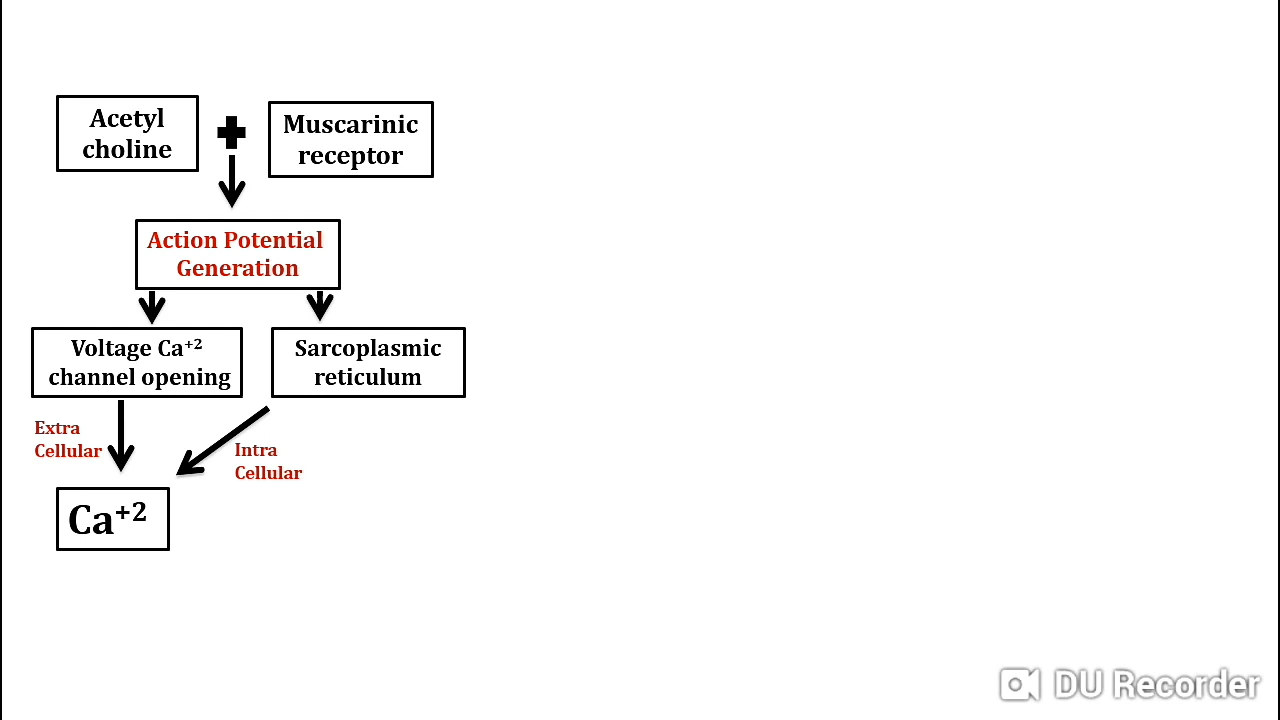 Acetyl
choline
Muscarinic
receptor
Action Potential
Generation
Voltage Ca⁺²
channel opening
Sarcoplasmic
reticulum
Extra
Cellular
Intra
Cellular
Ca⁺²
DU Recorder